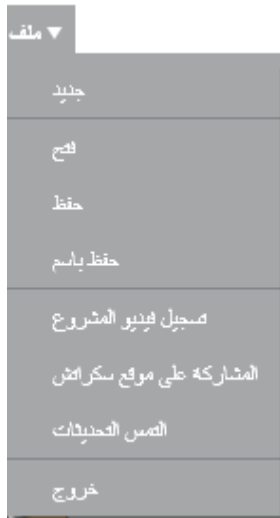 ملف ▼
جديد
فتح
حفظ
حفظ باسم
تسجيل فيديو المشروع
المشاركة على موقع سكراتش
التمس التحديثات
خروج